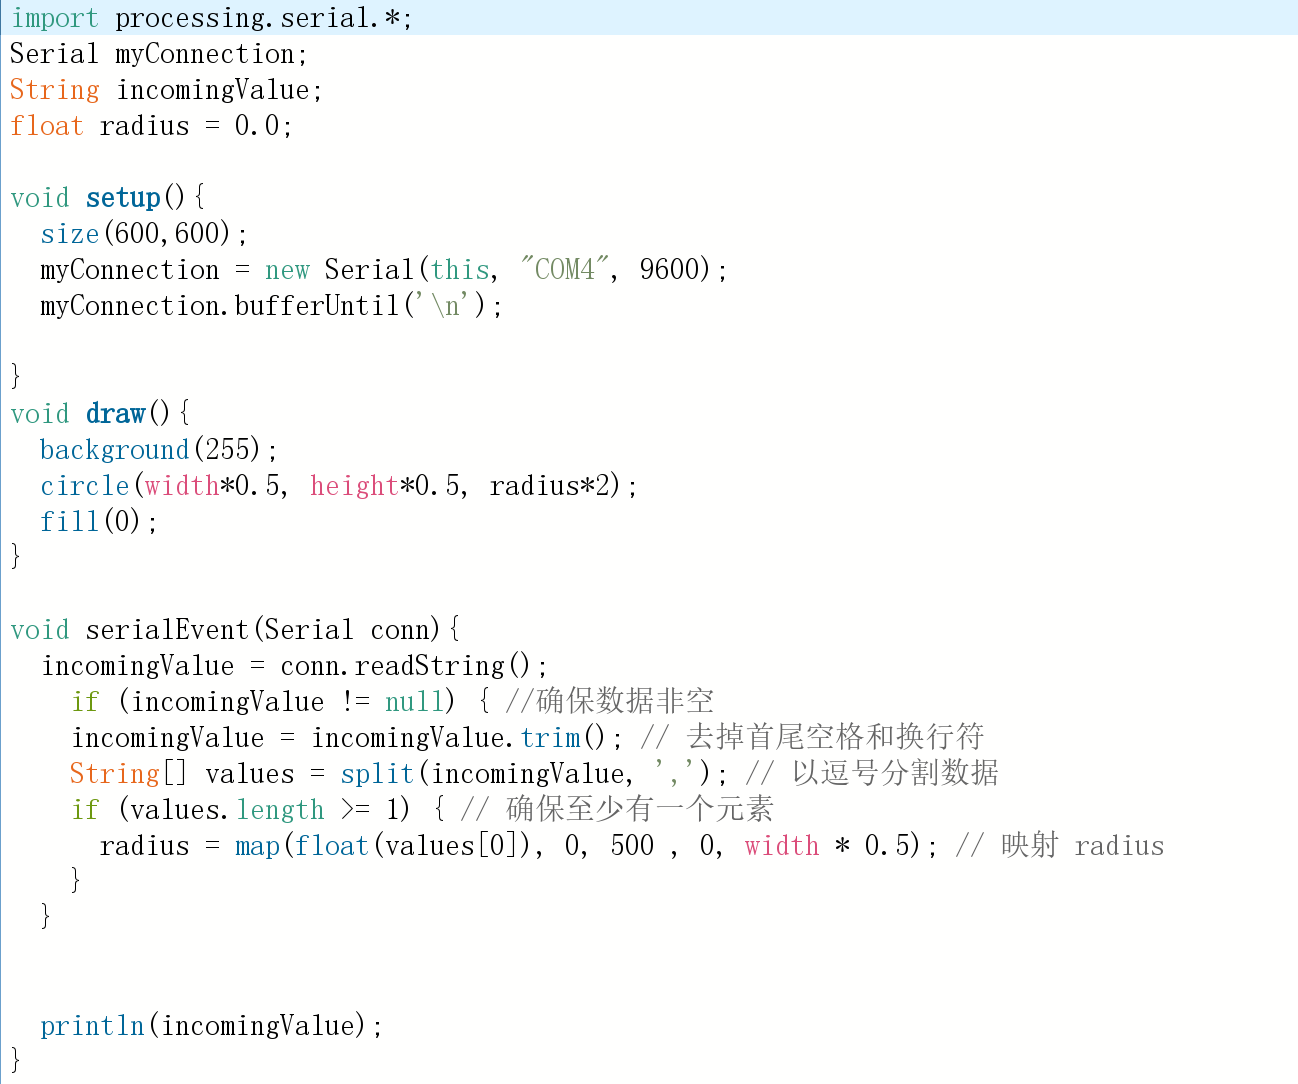 import processing.serial.*;
Serial myConnection;
String incomingValue;
float radius = 0.0;
void setup(){
size(600,600);
myConnection = new Serial(this, "COM4", 9600);
myConnection.bufferUntil('\n');
}
void draw(){
background(255);
circle(width*0.5, height*0.5, radius*2);
fill(0);
}
void serialEvent(Serial conn){
incomingValue = conn.readString();
if (incomingValue != null) { //确保数据非空
incomingValue = incomingValue.trim(); // 去掉首尾空格和换行符
String[] values = split(incomingValue, ','); // 以逗号分割数据
if (values.length >= 1) { // 确保至少有一个元素
radius = map(float(values[0]), 0, 500 , 0, width * 0.5); // 映射 radius
}
}
println(incomingValue);
}